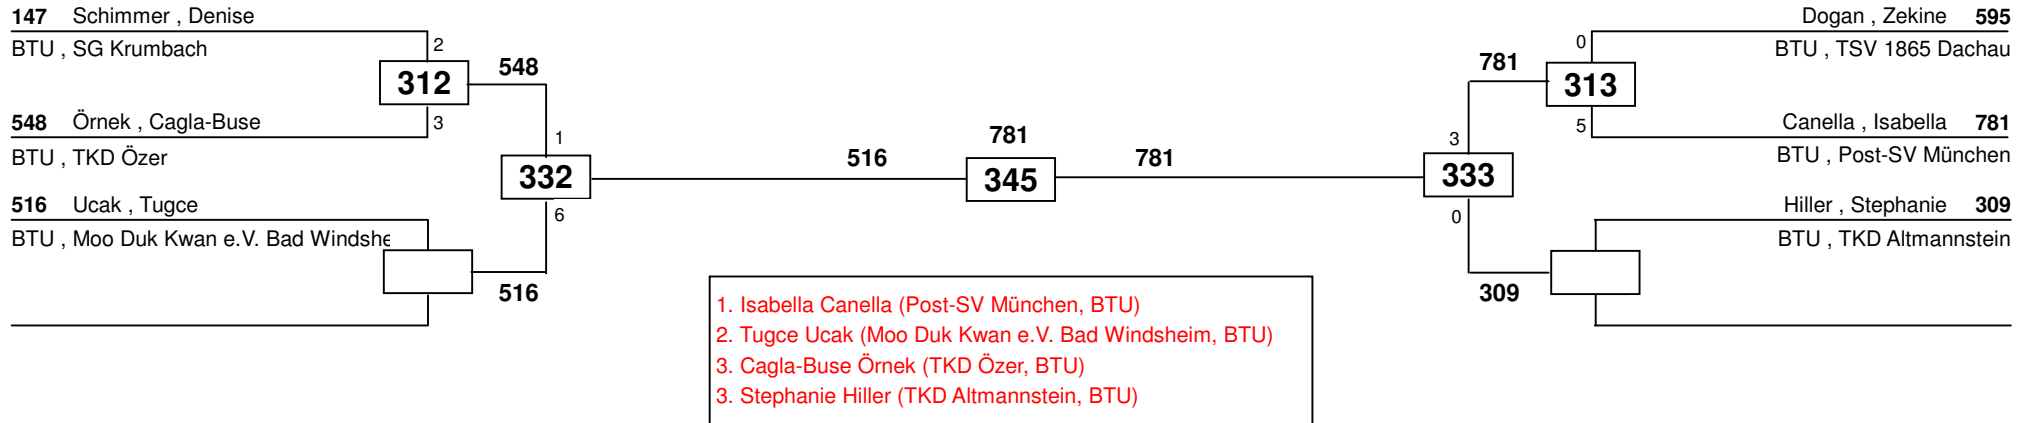 147 Schimmer , Denise
BTU , SG Krumbach
2
312
548
3
548 Örnek , Cagla-Buse
BTU , TKD Özer
1
332
6
516 Ucak , Tugce
BTU , Moo Duk Kwan e.V. Bad Windshe
516
516
781
345
781
Dogan , Zekine 595
BTU , TSV 1865 Dachau
0
781
313
5
Canella , Isabella 781
BTU , Post-SV München
3
333
0
Hiller , Stephanie 309
BTU , TKD Altmannstein
309
1. Isabella Canella (Post-SV München, BTU)
2. Tugce Ucak (Moo Duk Kwan e.V. Bad Windsheim, BTU)
3. Cagla-Buse Örnek (TKD Özer, BTU)
3. Stephanie Hiller (TKD Altmannstein, BTU)